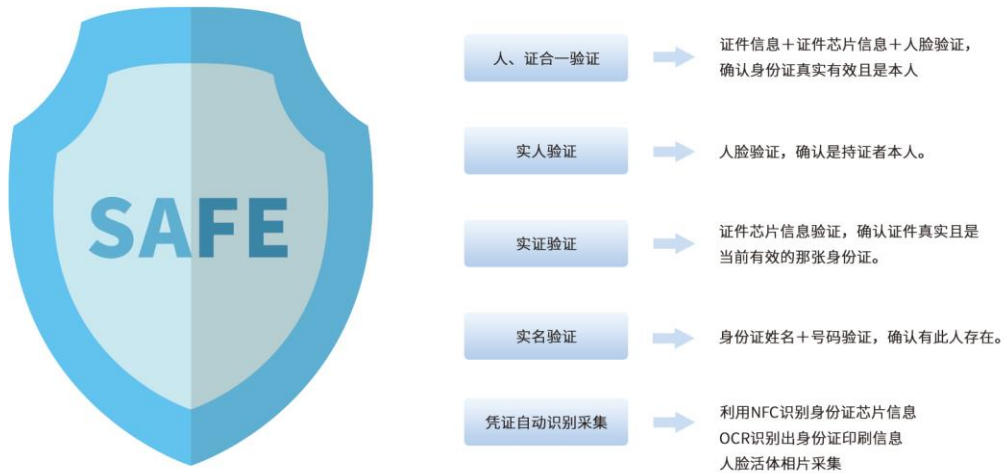 SAFE
人、证合一验证
证件信息＋证件芯片信息＋人脸验证，
确认身份证真实有效且是本人
实人验证
人脸验证，确认是持证者本人。
实证验证
证件芯片信息验证，确认证件真实且是
当前有效的那张身份证。
实名验证
身份证姓名＋号码验证，确认有此人存在。
凭证自动识别采集
利用NFC识别身份证芯片信息
OCR识别出身份证印刷信息
人脸活体相片采集